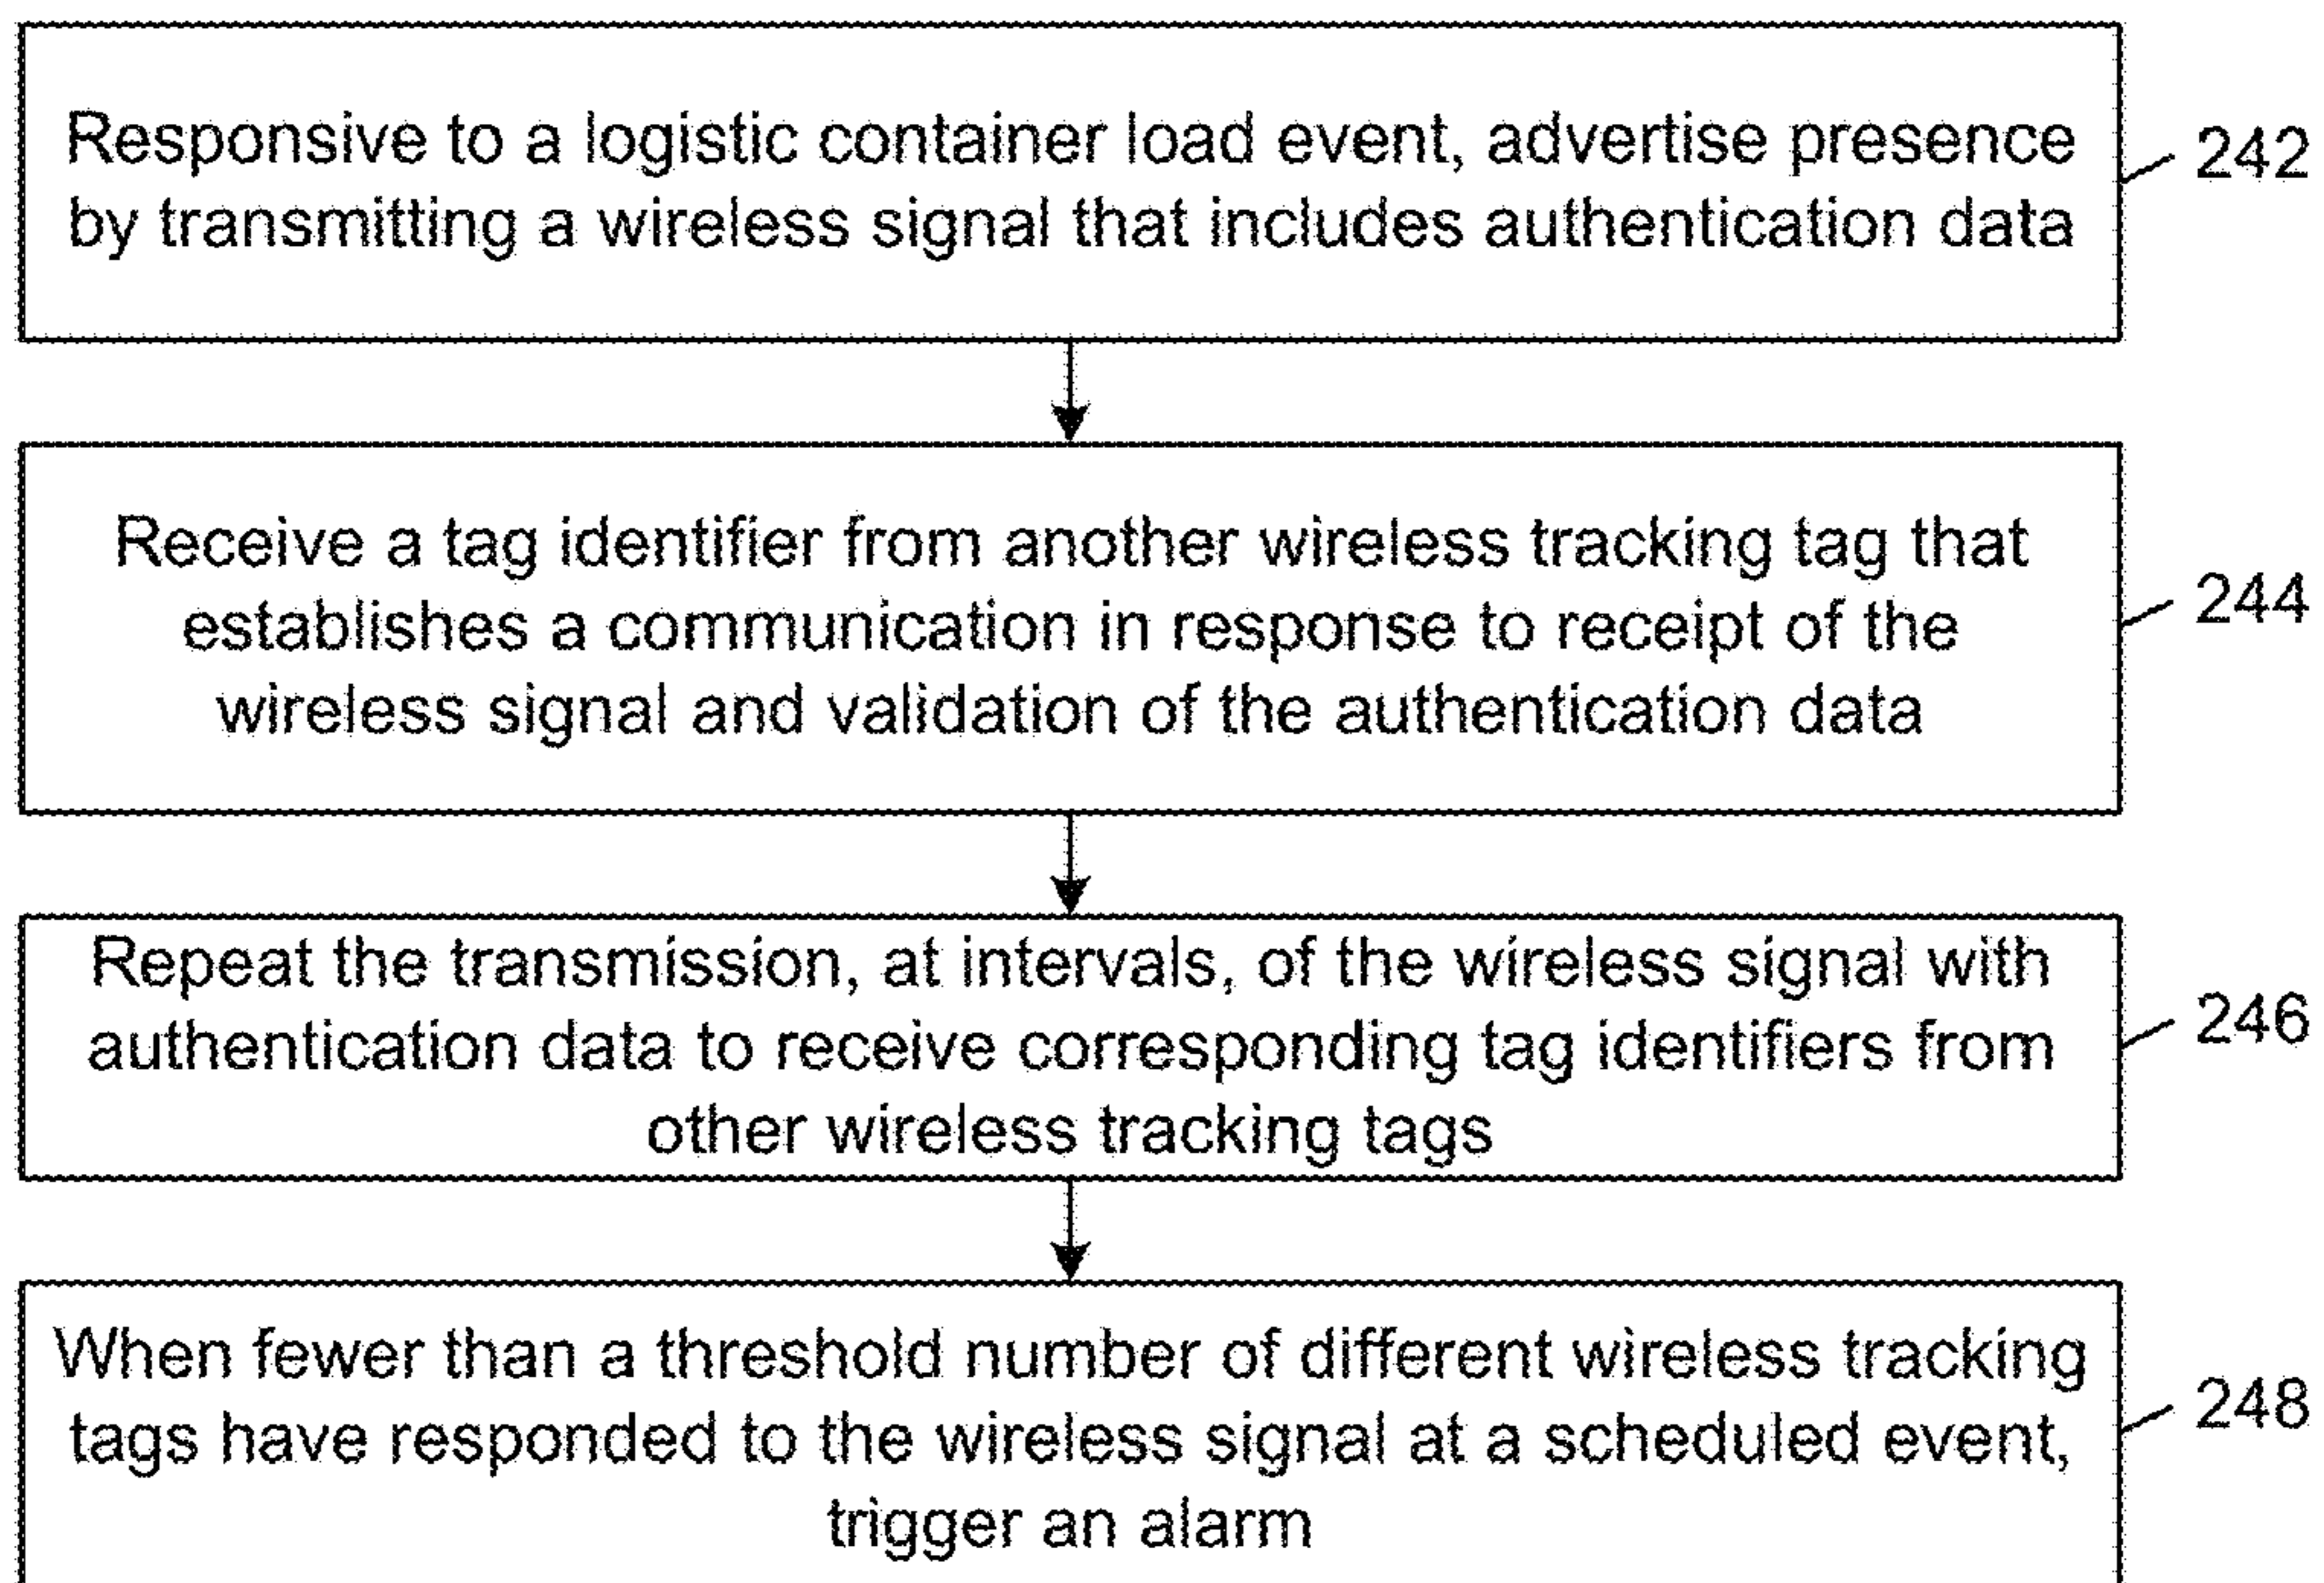 Responsive to a logistic container load event, advertise presence
by transmitting a wireless signal that includes authentication data
242
Receive a tag identifier from another wireless tracking tag that
establishes a communication in response to receipt of the
wireless signal and validation of the authentication data
244
Repeat the transmission, at intervals, of the wireless signal with
authentication data to receive corresponding tag identifiers from
other wireless tracking tags
246
When fewer than a threshold number of different wireless tracking
tags have responded to the wireless signal at a scheduled event,
trigger an alarm
248